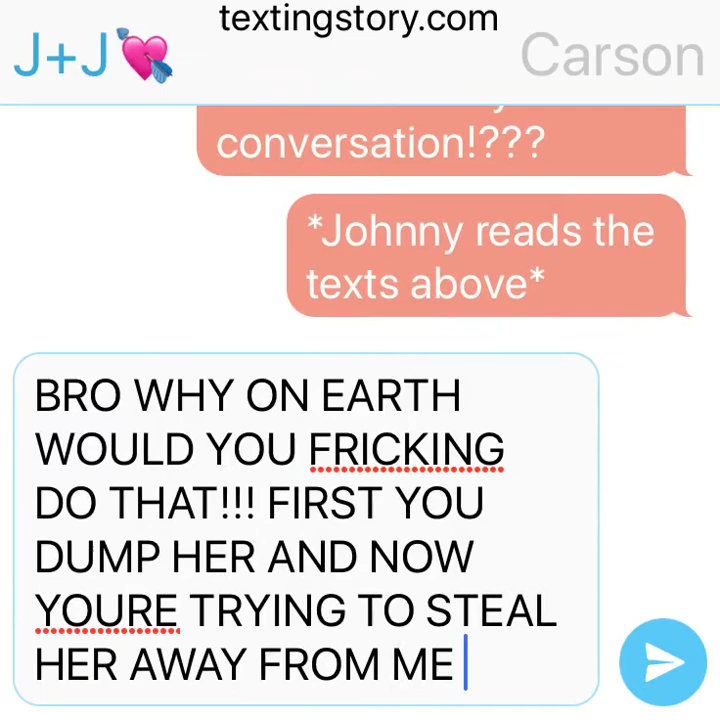 textingstory.com
J+J💘
Carson
conversation!???
*Johnny reads the
texts above*
BRO WHY ON EARTH
WOULD YOU FRICKING
DO THAT!!! FIRST YOU
DUMP HER AND NOW
YOURE TRYING TO STEAL
HER AWAY FROM ME